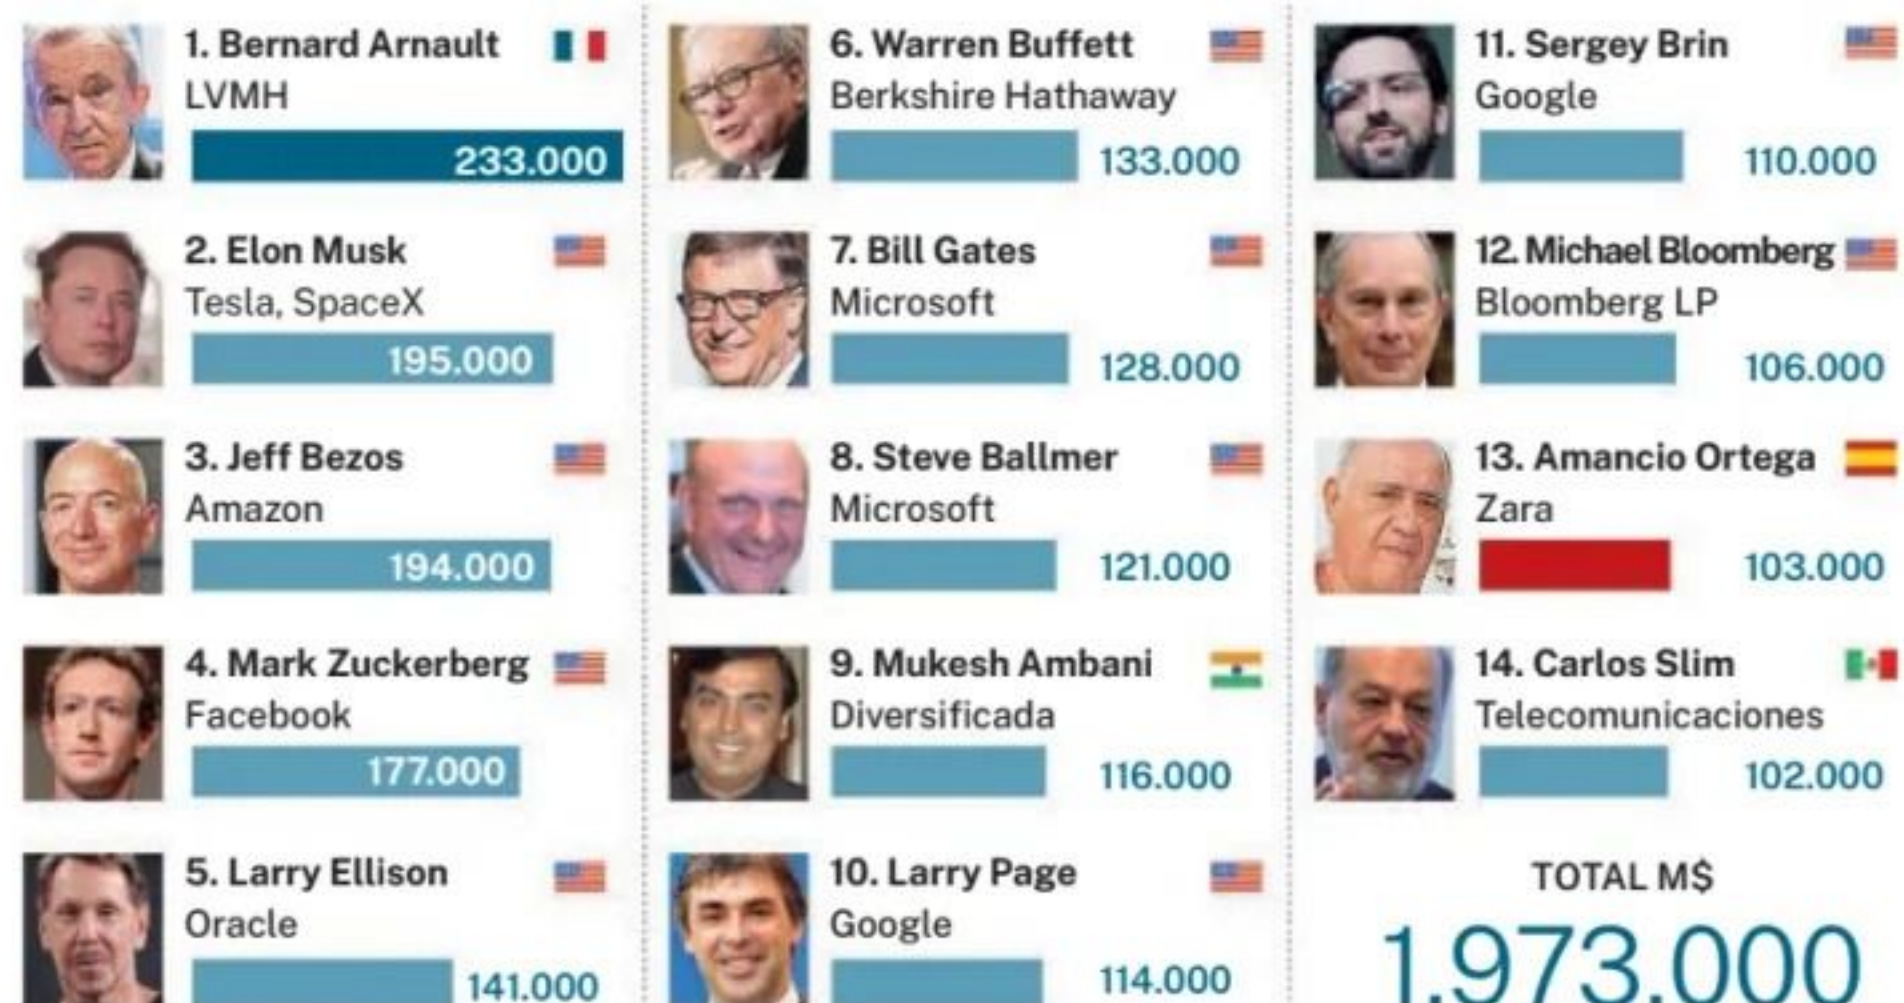 1. Bernard Arnault
LVMH
233.000
2. Elon Musk
Tesla, SpaceX
195.000
3. Jeff Bezos
Amazon
194.000
4. Mark Zuckerberg
Facebook
177.000
5. Larry Ellison
Oracle
141.000
6. Warren Buffett
Berkshire Hathaway
133.000
7. Bill Gates
Microsoft
128.000
8. Steve Ballmer
Microsoft
121.000
9. Mukesh Ambani
Diversificada
116.000
10. Larry Page
Google
114.000
11. Sergey Brin
Google
110.000
12. Michael Bloomberg
Bloomberg LP
106.000
13. Amancio Ortega
Zara
103.000
14. Carlos Slim
Telecomunicaciones
102.000
TOTAL M$
1.973.000